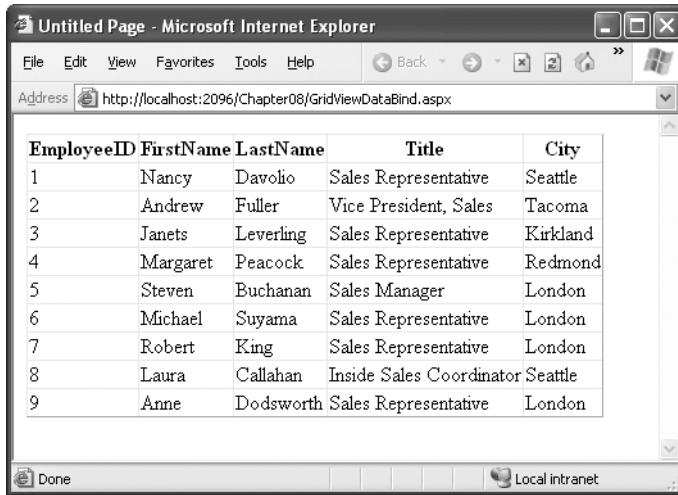 Untitled Page - Microsoft Internet Explorer
File Edit View Favorites Tools Help Back »
Address http://localhost:2096/Chapter08/GridViewDataBind.aspx
EmployeeID FirstName LastName Title City
1 Nancy Davolio Sales Representative Seattle
2 Andrew Fuller Vice President, Sales Tacoma
3 Janets Leverling Sales Representative Kirkland
4 Margaret Peacock Sales Representative Redmond
5 Steven Buchanan Sales Manager London
6 Michael Suyama Sales Representative London
7 Robert King Sales Representative London
8 Laura Callahan Inside Sales Coordinator Seattle
9 Anne Dodsworth Sales Representative London
Done Local intranet